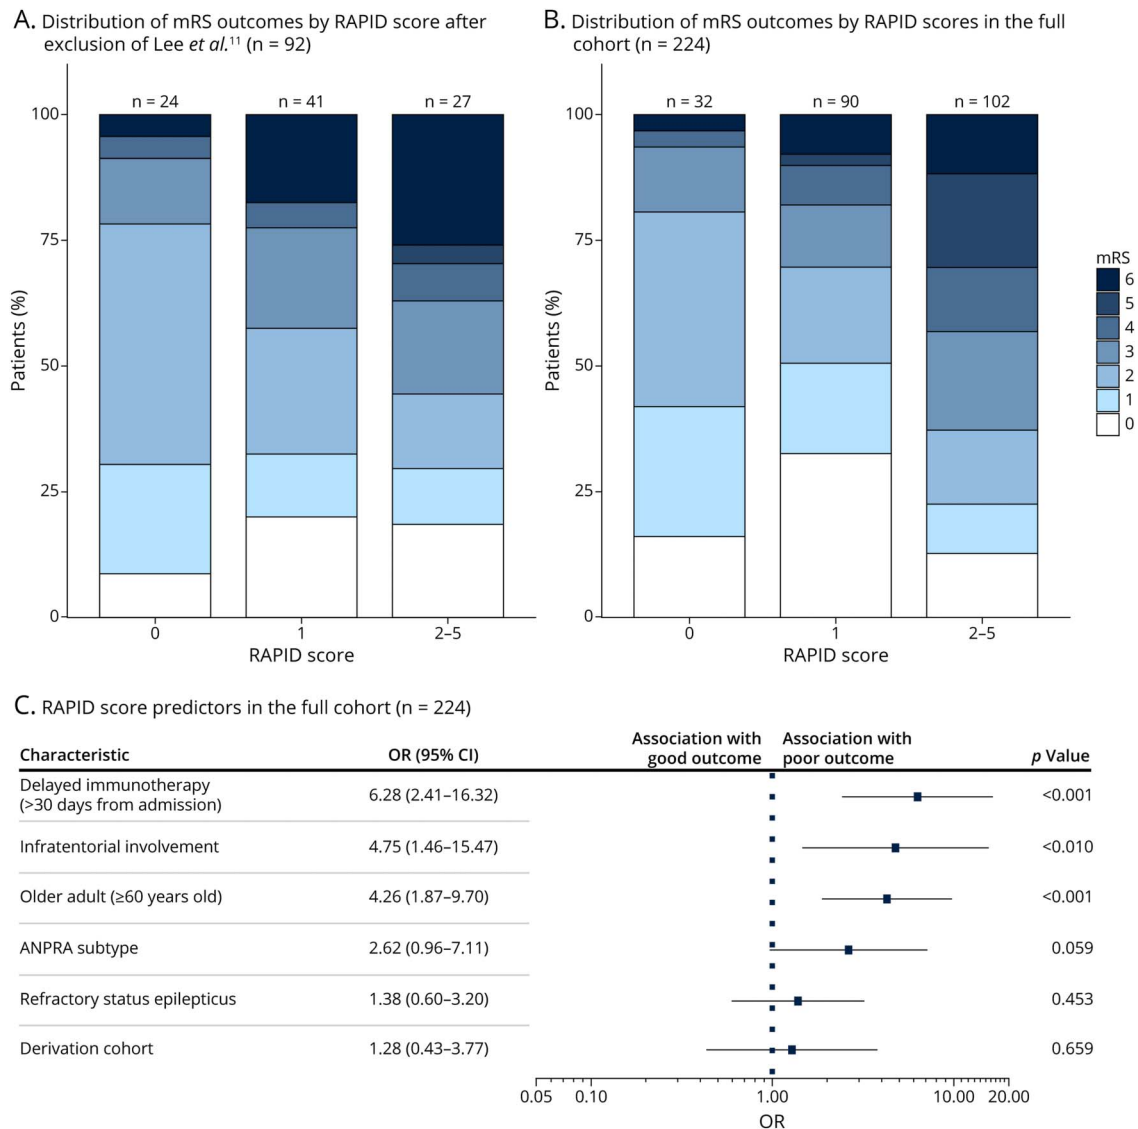 A. Distribution of mRS outcomes by RAPID score after
exclusion of Lee et al.¹¹ (n = 92)
n = 24
n = 41
n = 27
100
75
50
25
0
Patients (%)
0
1
2–5
RAPID score
B. Distribution of mRS outcomes by RAPID scores in the full
cohort (n = 224)
n = 32
n = 90
n = 102
100
75
50
25
0
Patients (%)
0
1
2–5
RAPID score
mRS
6
5
4
3
2
1
0
C. RAPID score predictors in the full cohort (n = 224)
Characteristic OR (95% CI) Association with good outcome Association with poor outcome p Value
Delayed immunotherapy
(>30 days from admission) 6.28 (2.41–16.32) <0.001
Infratentorial involvement 4.75 (1.46–15.47) <0.010
Older adult (≥60 years old) 4.26 (1.87–9.70) <0.001
ANPRA subtype 2.62 (0.96–7.11) 0.059
Refractory status epilepticus 1.38 (0.60–3.20) 0.453
Derivation cohort 1.28 (0.43–3.77) 0.659
0.05 0.10 1.00 10.00 20.00
OR